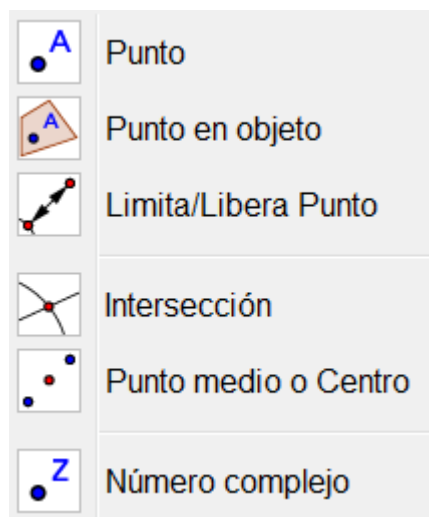 A Punto
A Punto en objeto
Limita/Libera Punto
Intersección
Punto medio o Centro
Z Número complejo